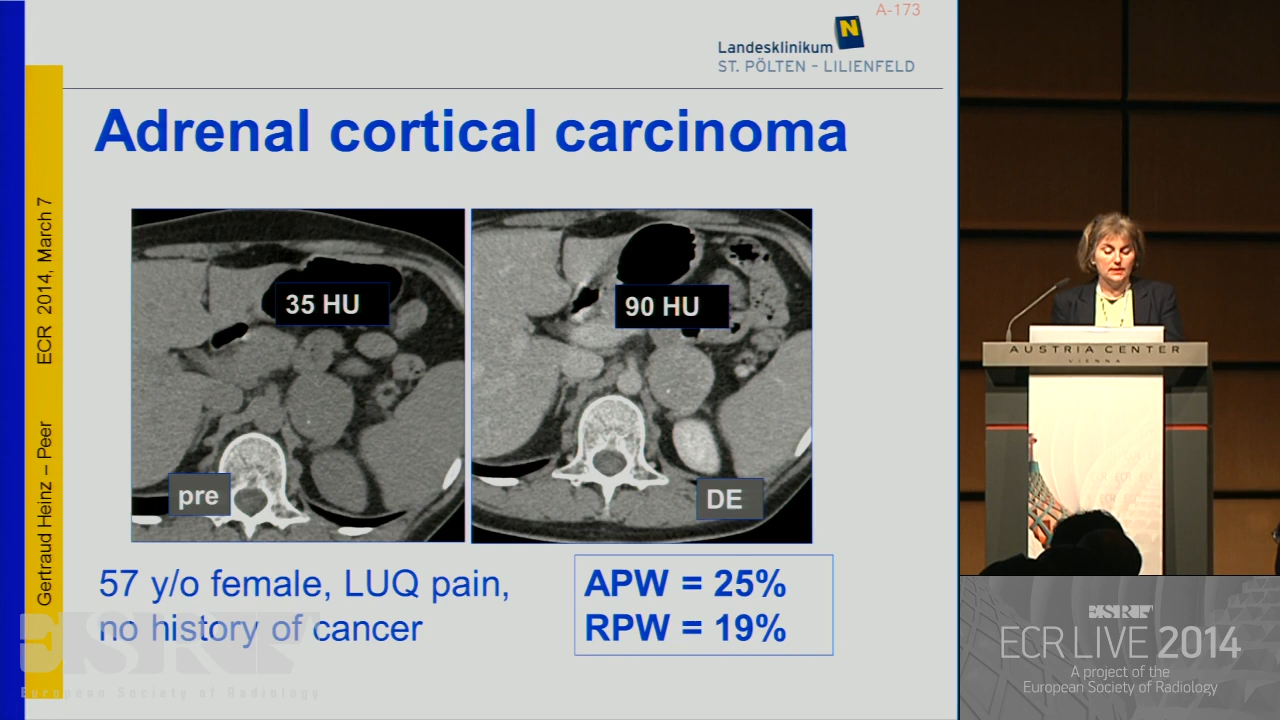 A-173
N
Landesklinikum
ST. PÖLTEN – LILIENFELD
Adrenal cortical carcinoma
Gertraud Heinz – Peer ECR 2014, March 7
35 HU
90 HU
pre
DE
57 y/o female, LUQ pain,
no history of cancer
APW = 25%
RPW = 19%
ESR
European Society of Radiology
AUSTRIA CENTER
VIENNA
ESR
ECR LIVE 2014
A project of the
European Society of Radiology